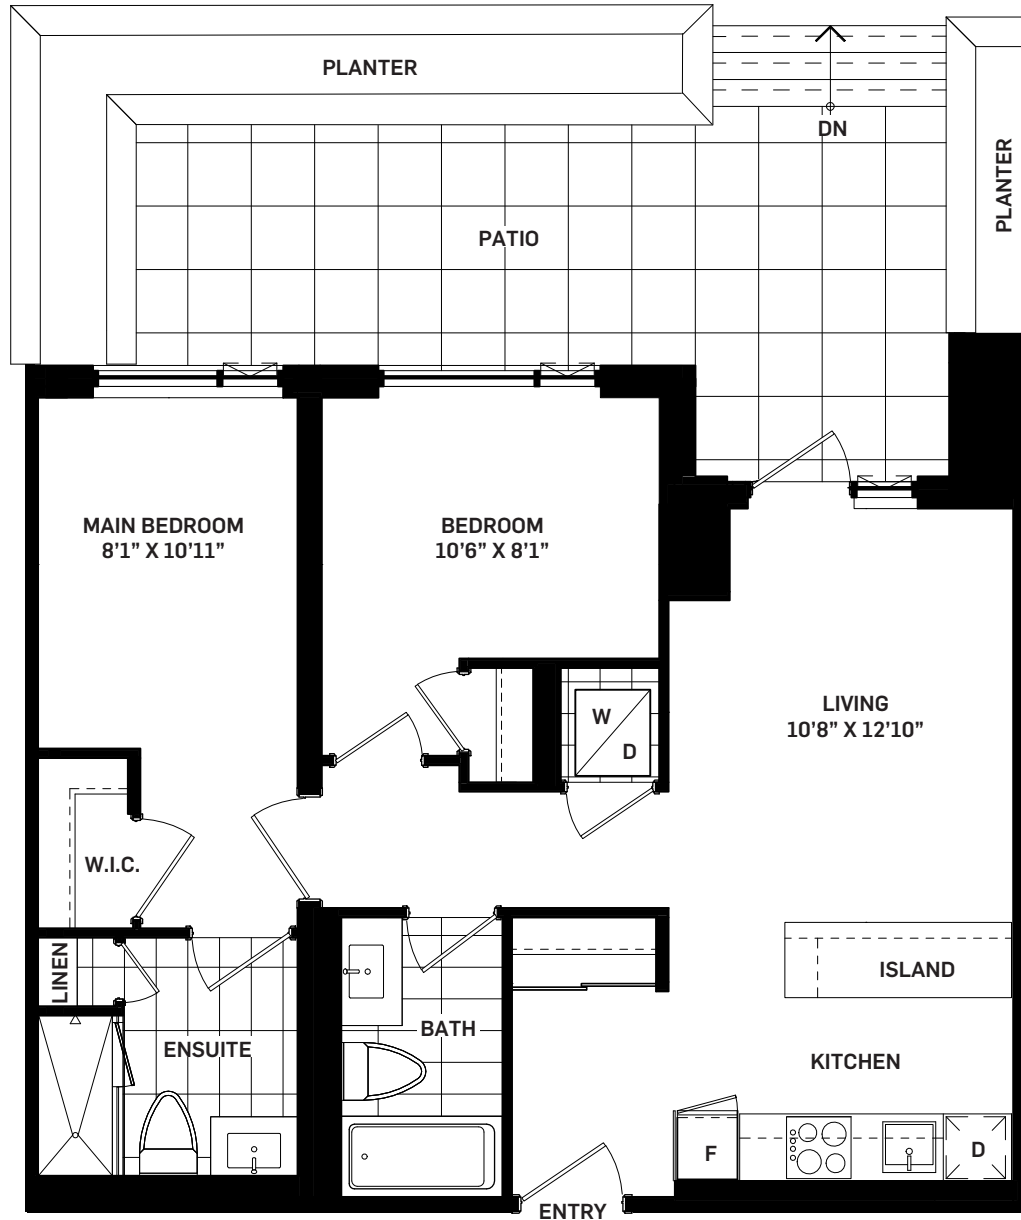 PLANTER
DN
PLANTER
PATIO
MAIN BEDROOM
8'1” X 10'11”
BEDROOM
10'6” X 8'1”
LIVING
10'8” X 12'10”
W
D
W.I.C.
LINEN
ISLAND
BATH
ENSUITE
KITCHEN
F
D
ENTRY